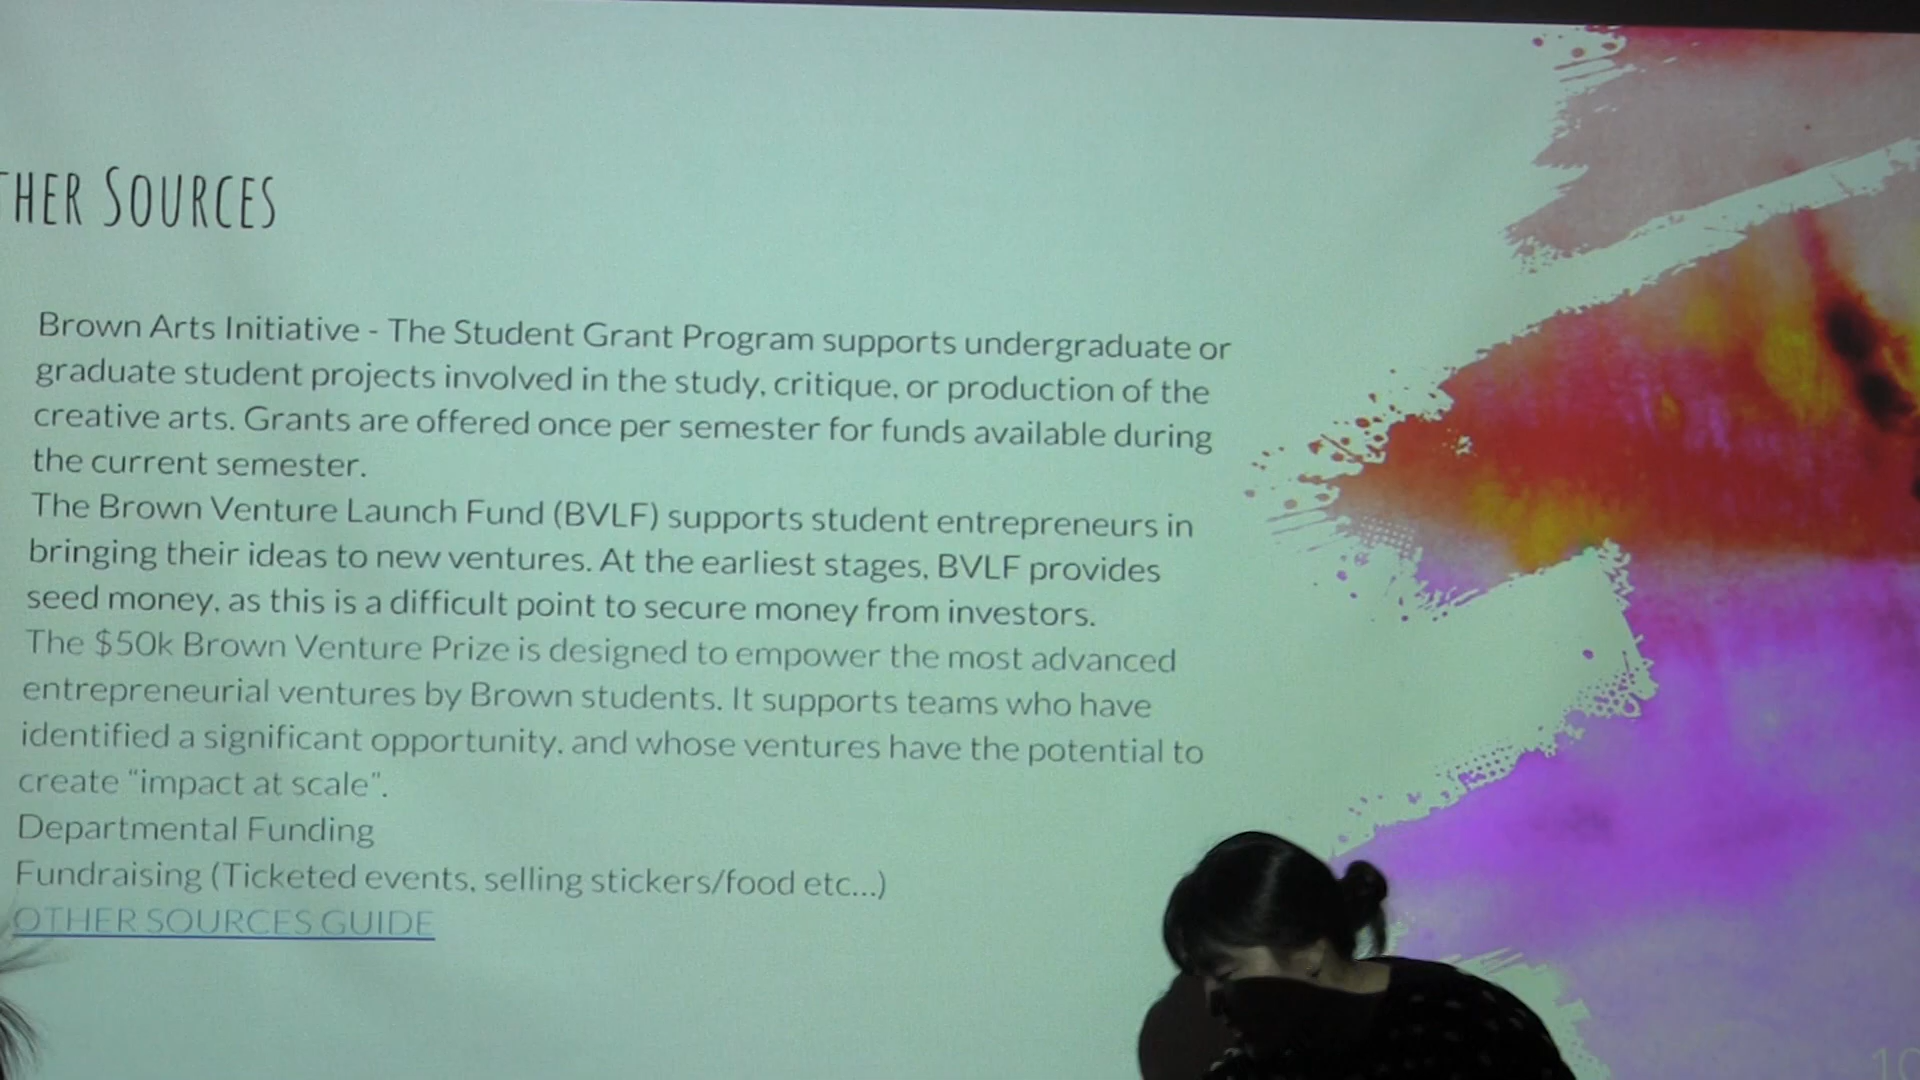 THER SOURCES
Brown Arts Initiative - The Student Grant Program supports undergraduate or
graduate student projects involved in the study, critique, or production of the
creative arts. Grants are offered once per semester for funds available during
the current semester.
The Brown Venture Launch Fund (BVLF) supports student entrepreneurs in
bringing their ideas to new ventures. At the earliest stages, BVLF provides
seed money, as this is a difficult point to secure money from investors.
The $50k Brown Venture Prize is designed to empower the most advanced
entrepreneurial ventures by Brown students. It supports teams who have
identified a significant opportunity, and whose ventures have the potential to
create "impact at scale".
Departmental Funding
Fundraising (Ticketed events, selling stickers/food etc...)
OTHER SOURCES GUIDE
10